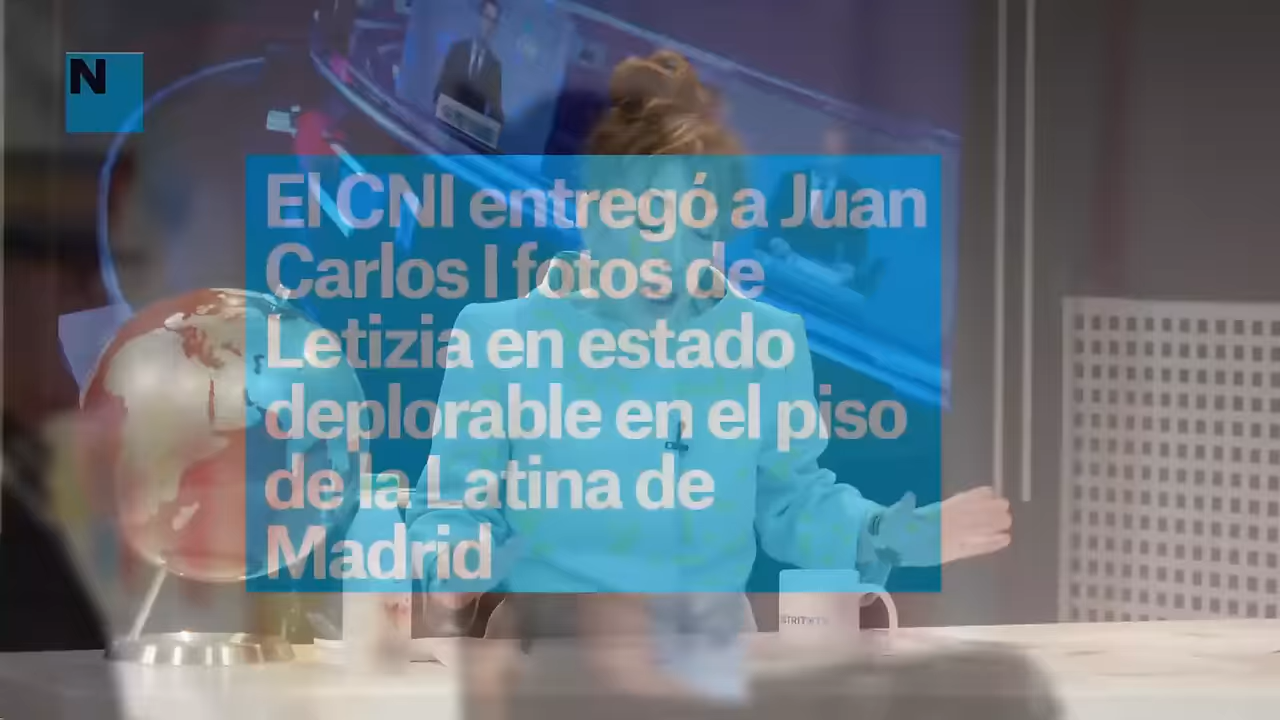 N
El CNI entregó a Juan
Carlos I fotos de
Letizia en estado
deplorable en el piso
de la Latina de
Madrid